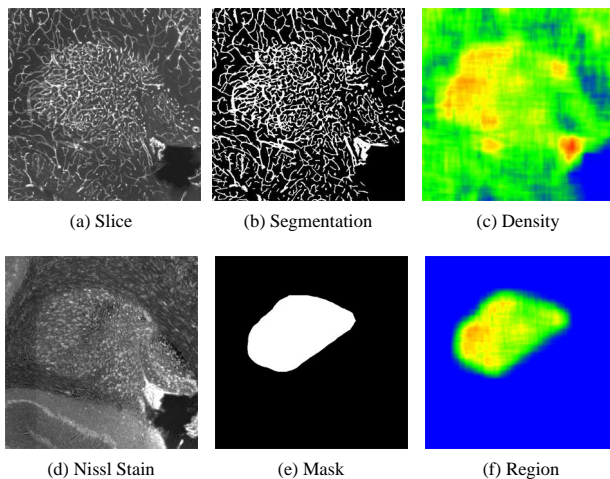 (a) Slice
(b) Segmentation
(c) Density
(d) Nissl Stain
(e) Mask
(f) Region